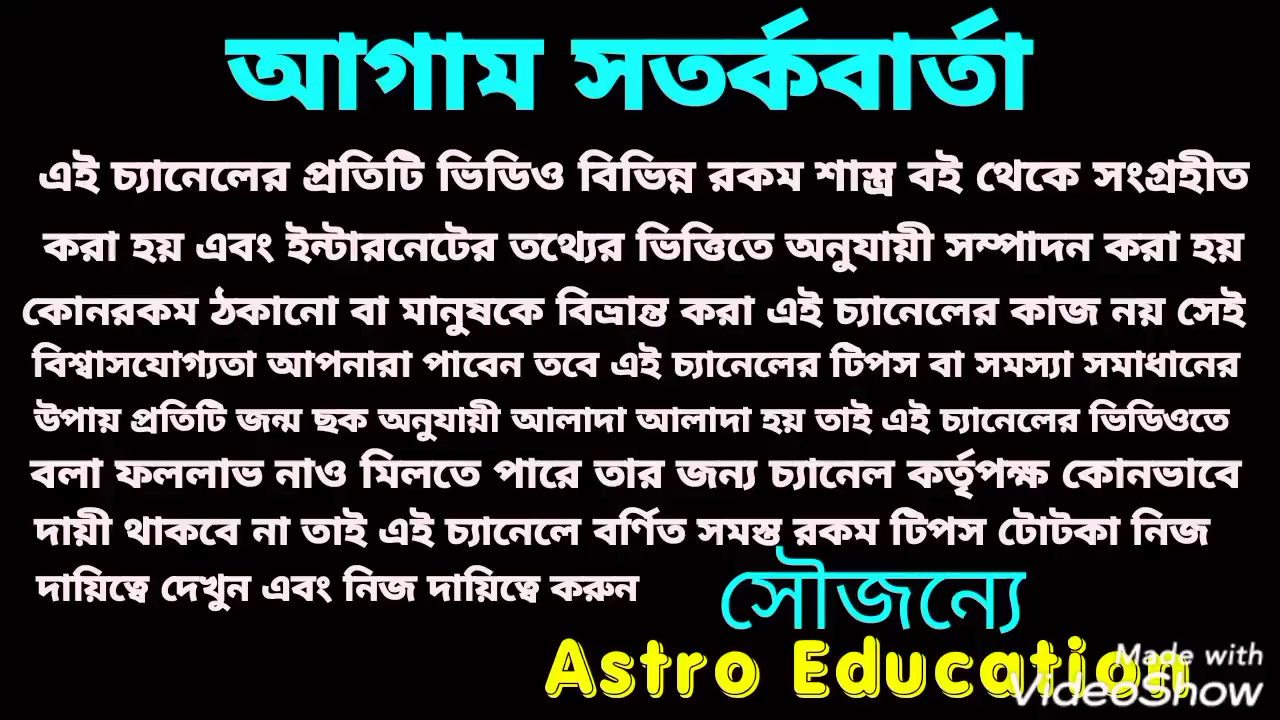 আগাম সতর্কবার্তা
এই চ্যানেলের প্রতিটি ভিডিও বিভিন্ন রকম শাস্ত্র বই থেকে সংগ্রহীত
করা হয় এবং ইন্টারনেটের তথ্যের ভিত্তিতে অনুযায়ী সম্পাদন করা হয়
কোনরকম ঠকানো বা মানুষকে বিভ্রান্ত করা এই চ্যানেলের কাজ নয় সেই
বিশ্বাসযোগ্যতা আপনারা পাবেন তবে এই চ্যানেলের টিপস বা সমস্যা সমাধানের
উপায় প্রতিটি জন্ম ছক অনুযায়ী আলাদা আলাদা হয় তাই এই চ্যানেলের ভিডিওতে
বলা ফললাভ নাও মিলতে পারে তার জন্য চ্যানেল কর্তৃপক্ষ কোনভাবে
দায়ী থাকবে না তাই এই চ্যানেলে বর্ণিত সমস্ত রকম টিপস টোটকা নিজ
দায়িত্বে দেখুন এবং নিজ দায়িত্বে করুন
সৌজন্যে
Astro Education
Made with
VideoShow